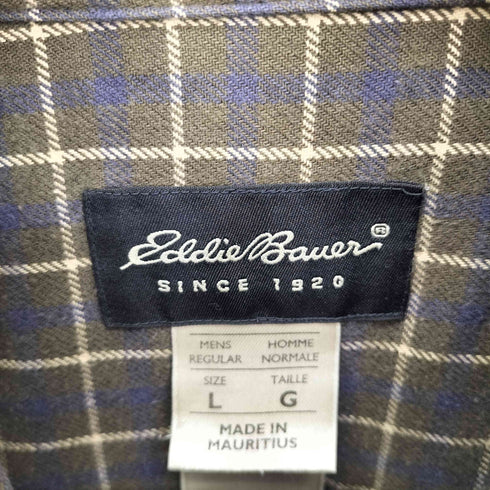 Eddie Bauer®
SINCE 1920
MENS HOMME
REGULAR NORMALE
SIZE TAILLE
L G
MADE IN
MAURITIUS